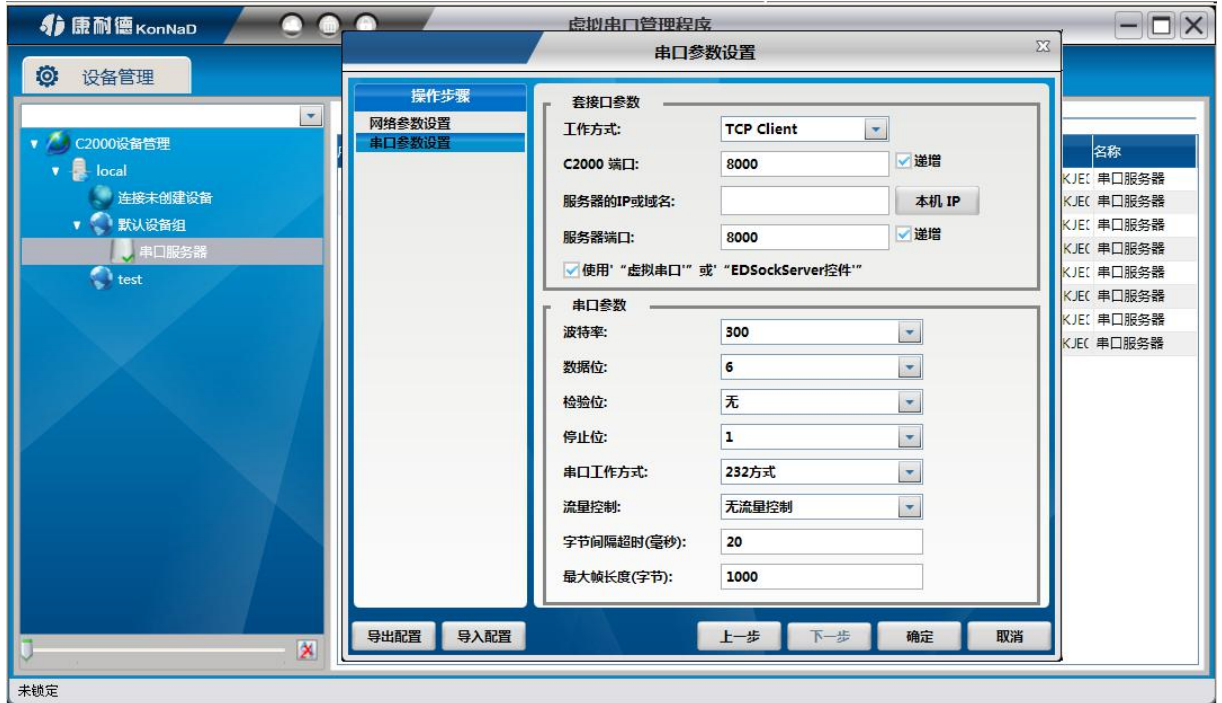 康耐德 KonNaD
虚拟串口管理程序
串口参数设置
设备管理
C2000设备管理
local
连接未创建设备
默认设备组
串口服务器
test
操作步骤
网络参数设置
串口参数设置
套接口参数
工作方式: TCP Client
C2000 端口: 8000 递增
服务器的IP或域名: 本机 IP
服务器端口: 8000 递增
使用' “虚拟串口'” 或' “EDSockServer控件'”
串口参数
波特率: 300
数据位: 6
检验位: 无
停止位: 1
串口工作方式: 232方式
流量控制: 无流量控制
字节间隔超时(毫秒): 20
最大帧长度(字节): 1000
名称
串口服务器
串口服务器
串口服务器
串口服务器
串口服务器
串口服务器
串口服务器
串口服务器
导出配置 导入配置 上一步 下一步 确定 取消
未锁定